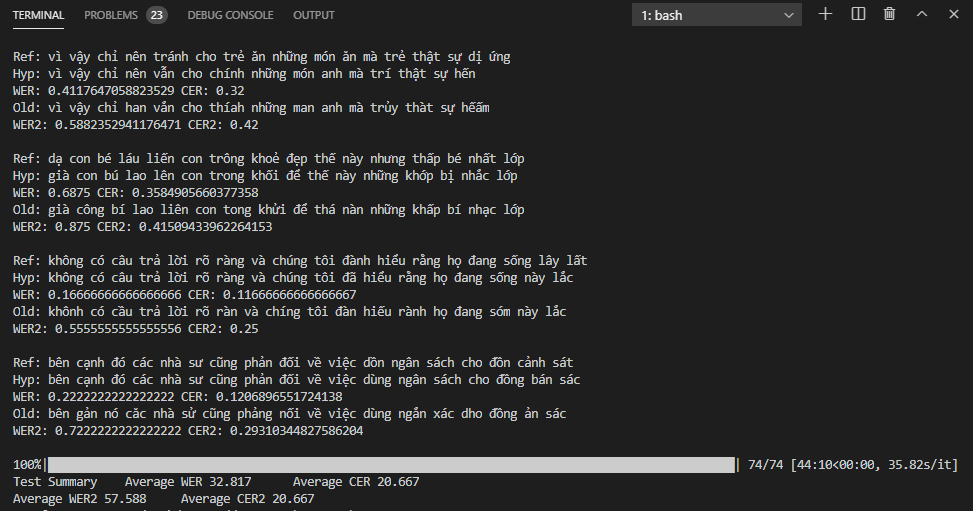 TERMINAL PROBLEMS 23 DEBUG CONSOLE OUTPUT 1: bash
Ref: vì vậy chỉ nên tránh cho trẻ ăn những món ăn mà trẻ thật sự dị ứng
Hyp: vì vậy chỉ nên vẫn cho chính những món anh mà trí thật sự hến
WER: 0.4117647058823529 CER: 0.32
Old: vì vậy chỉ han vẳn cho thíah những man anh mà trủy thàt sự hếấm
WER2: 0.5882352941176471 CER2: 0.42
Ref: dạ con bé láu liến con trông khoẻ đẹp thế này nhưng thấp bé nhất lớp
Hyp: già con bú lao lên con trong khối để thế này những khớp bị nhắc lớp
WER: 0.6875 CER: 0.3584905660377358
Old: già công bí lao liên con tong khửi để thá nàn những khấp bí nhạc lớp
WER2: 0.875 CER2: 0.41509433962264153
Ref: không có câu trả lời rõ ràng và chúng tôi đành hiểu rằng họ đang sống lây lất
Hyp: không có câu trả lời rõ ràng và chúng tôi đã hiểu rằng họ đang sống này lắc
WER: 0.16666666666666666 CER: 0.11666666666666667
Old: khônh có cầu trả lời rõ ràn và chíng tôi đàn hiếu rành họ đang sóm này lắc
WER2: 0.5555555555555556 CER2: 0.25
Ref: bên cạnh đó các nhà sư cũng phản đối về việc dồn ngân sách cho đồn cảnh sát
Hyp: bên cạnh đó các nhà sư cũng phản đối về việc dùng ngân sách cho đồng bán sác
WER: 0.2222222222222222 CER: 0.1206896551724138
Old: bên gản nó căc nhà sử cũng phảng nối về việc dùng ngắn xác dho đồng ản sác
WER2: 0.7222222222222222 CER2: 0.29310344827586204
100%| | 74/74 [44:10<00:00, 35.82s/it]
Test Summary Average WER 32.817 Average CER 20.667
Average WER2 57.588 Average CER2 20.667